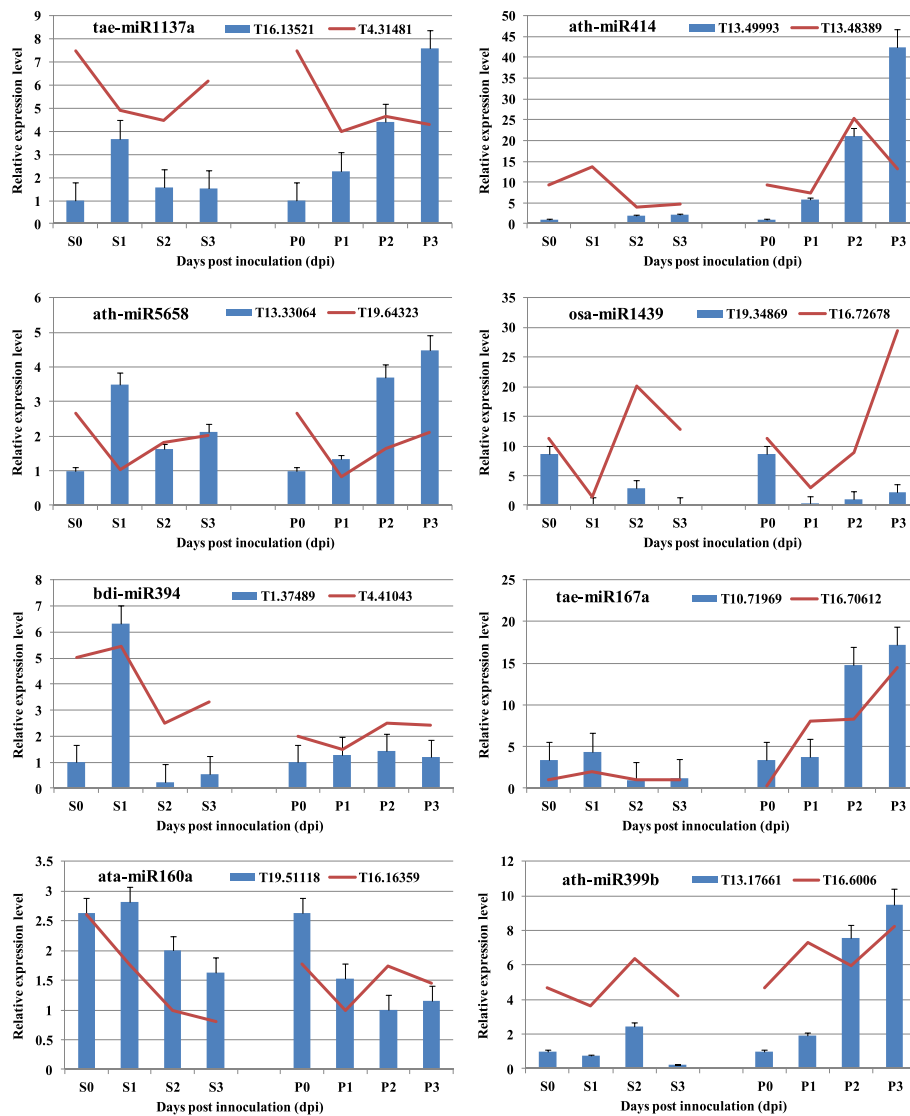 tae-miR1137a
T16.13521
T4.31481
Relative expression level
9
8
7
6
5
4
3
2
1
0
S0 S1 S2 S3 P0 P1 P2 P3
Days post inoculation (dpi)
ath-miR414
T13.49993
T13.48389
Relative expression level
50
45
40
35
30
25
20
15
10
5
0
S0 S1 S2 S3 P0 P1 P2 P3
Days post inoculation (dpi)
ath-miR5658
T13.33064
T19.64323
Relative expression level
6
5
4
3
2
1
0
S0 S1 S2 S3 P0 P1 P2 P3
Days post inoculation (dpi)
osa-miR1439
T19.34869
T16.72678
Relative expression level
35
30
25
20
15
10
5
0
S0 S1 S2 S3 P0 P1 P2 P3
Days post inoculation (dpi)
bdi-miR394
T1.37489
T4.41043
Relative expression level
8
7
6
5
4
3
2
1
0
S0 S1 S2 S3 P0 P1 P2 P3
Days post innoculation (dpi)
tae-miR167a
T10.71969
T16.70612
Relative expression level
25
20
15
10
5
0
S0 S1 S2 S3 P0 P1 P2 P3
Days post innoculation (dpi)
ata-miR160a
T19.51118
T16.16359
Relative expression level
3.5
3
2.5
2
1.5
1
0.5
0
S0 S1 S2 S3 P0 P1 P2 P3
Days post inoculation (dpi)
ath-miR399b
T13.17661
T16.6006
Relative expression level
12
10
8
6
4
2
0
S0 S1 S2 S3 P0 P1 P2 P3
Days post inoculation (dpi)